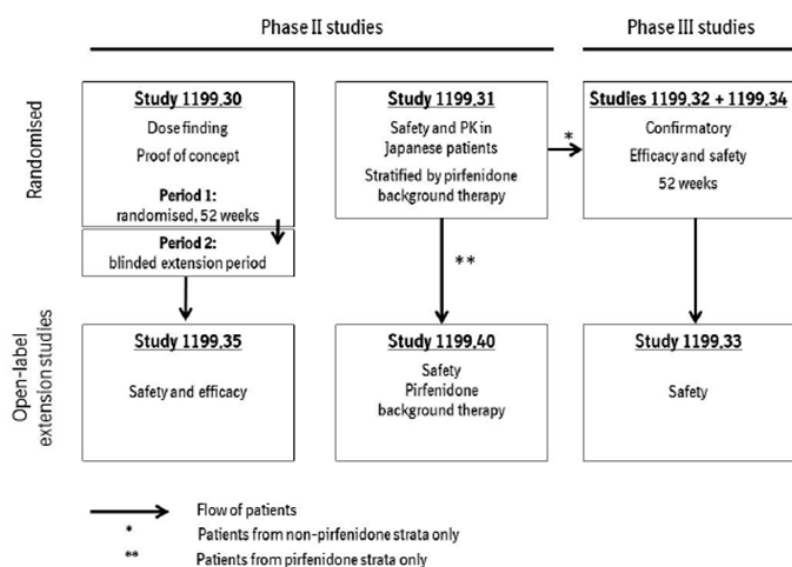 Phase II studies
Phase III studies
Randomised
Study 1199.30
Dose finding
Proof of concept
Period 1:
randomised, 52 weeks
Period 2:
blinded extension period
Study 1199.31
Safety and PK in
Japanese patients
Stratified by pirfenidone
background therapy
*
Studies 1199.32 + 1199.34
Confirmatory
Efficacy and safety
52 weeks
**
Open-label
extension studies
Study 1199.35
Safety and efficacy
Study 1199.40
Safety
Pirfenidone
background therapy
Study 1199.33
Safety
Flow of patients
* Patients from non-pirfenidone strata only
** Patients from pirfenidone strata only